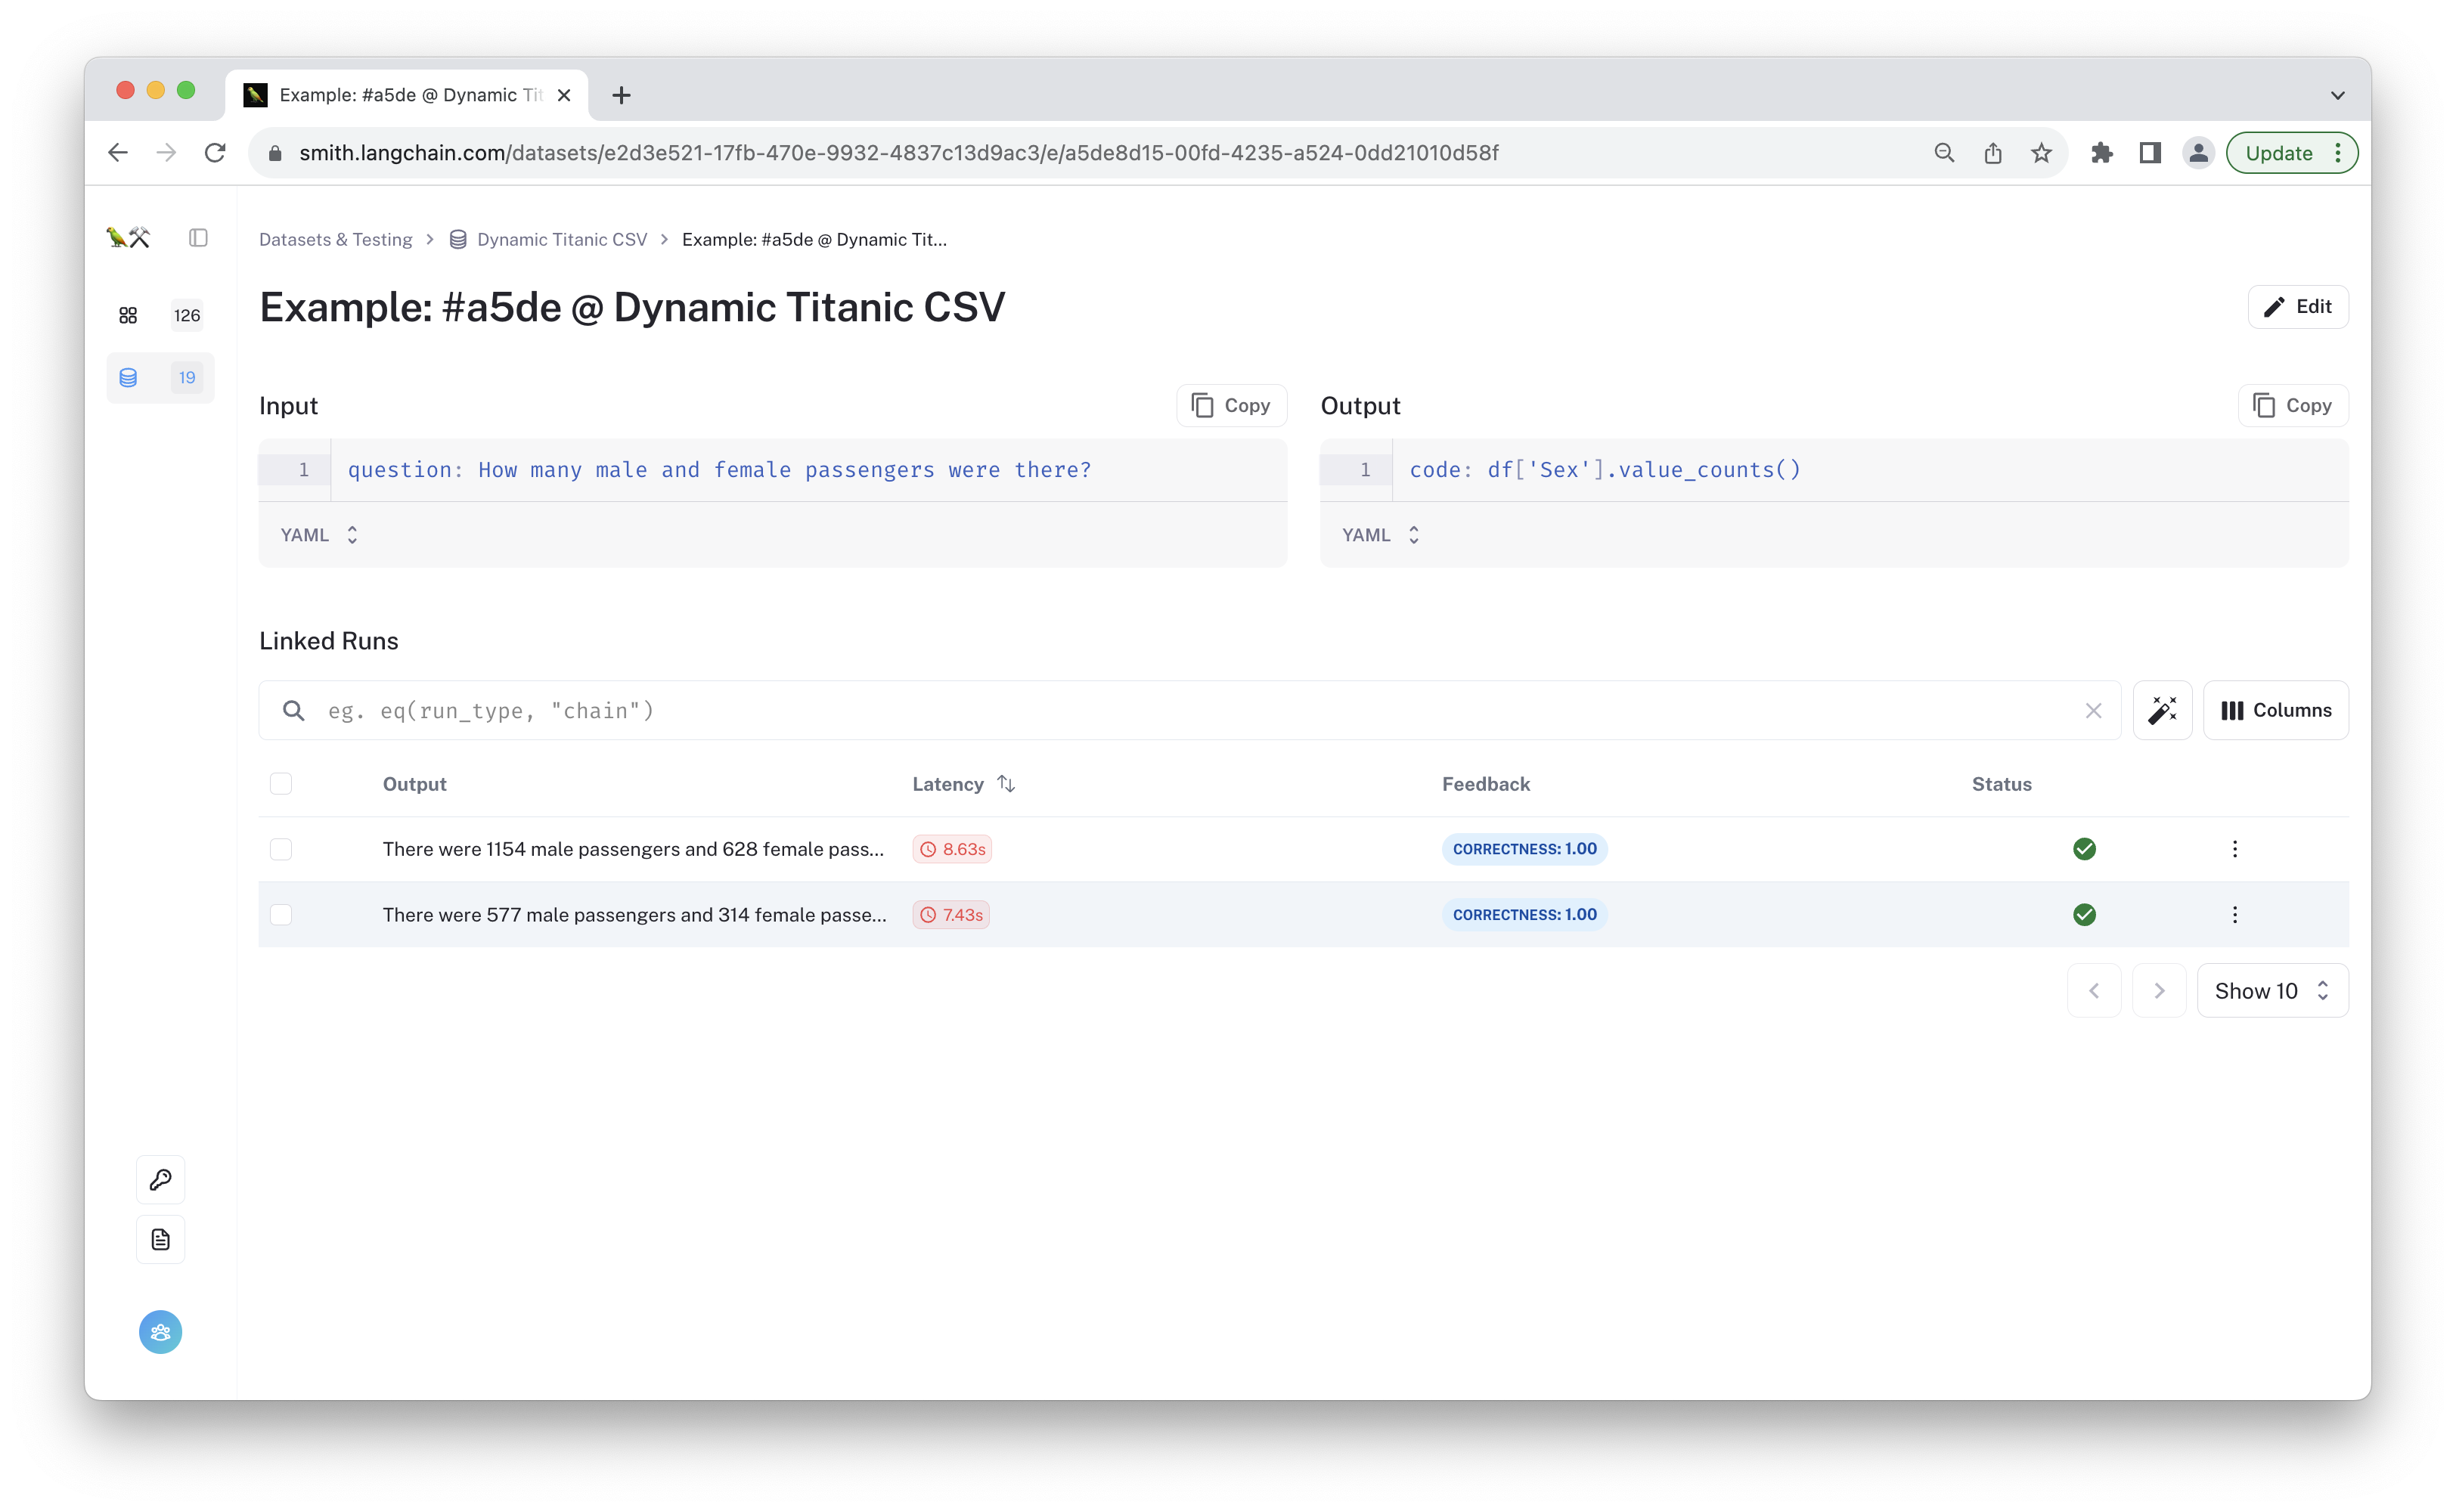 Example: #a5de @ Dynamic Tit
smith.langchain.com/datasets/e2d3e521-17fb-470e-9932-4837c13d9ac3/e/a5de8d15-00fd-4235-a524-0dd21010d58f
Update
Datasets & Testing > Dynamic Titanic CSV > Example: #a5de @ Dynamic Tit...
126
19
Example: #a5de @ Dynamic Titanic CSV
Edit
Input
Copy
1 question: How many male and female passengers were there?
YAML
Output
Copy
1 code: df['Sex'].value_counts()
YAML
Linked Runs
eg. eq(run_type, "chain")
Columns
Output Latency Feedback Status
There were 1154 male passengers and 628 female pass... 8.63s CORRECTNESS: 1.00
There were 577 male passengers and 314 female passe... 7.43s CORRECTNESS: 1.00
Show 10